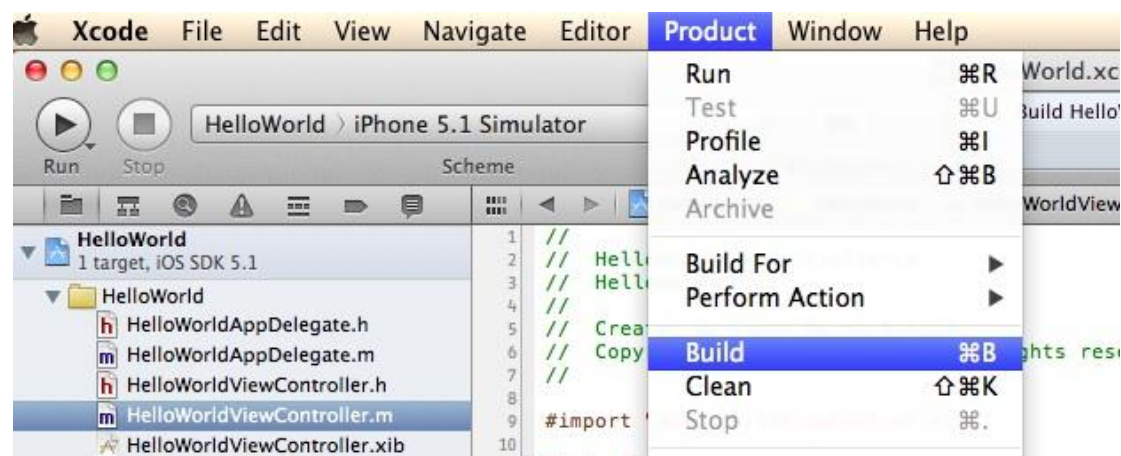 Xcode File Edit View Navigate Editor Product Window Help
World.xc
Run ⌘R
Test ⌘U
Profile ⌘I
Analyze ⇧⌘B
Archive
Build For ▶
Perform Action ▶
Build ⌘B
Clean ⇧⌘K
Stop ⌘.
HelloWorld 〉 iPhone 5.1 Simulator
Build Hello
Run Stop Scheme
WorldView
HelloWorld
1 target, iOS SDK 5.1
HelloWorld
h HelloWorldAppDelegate.h
m HelloWorldAppDelegate.m
h HelloWorldViewController.h
m HelloWorldViewController.m
HelloWorldViewController.xib
1 //
2 // Hell
3 // Hell
4 //
5 // Crea
6 // Copy ghts rese
7 //
8
9 #import
10